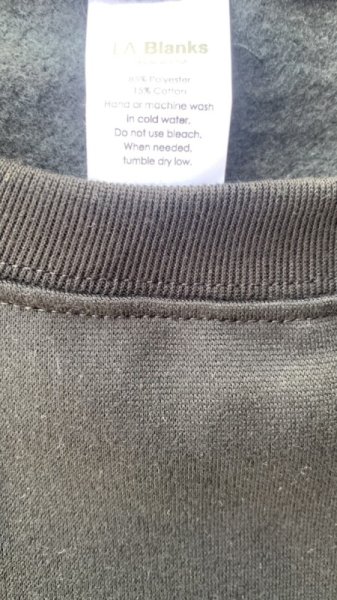 LA Blanks
85% Polyester
15% Cotton
Hand or machine wash
in cold water.
Do not use bleach.
When needed,
tumble dry low.